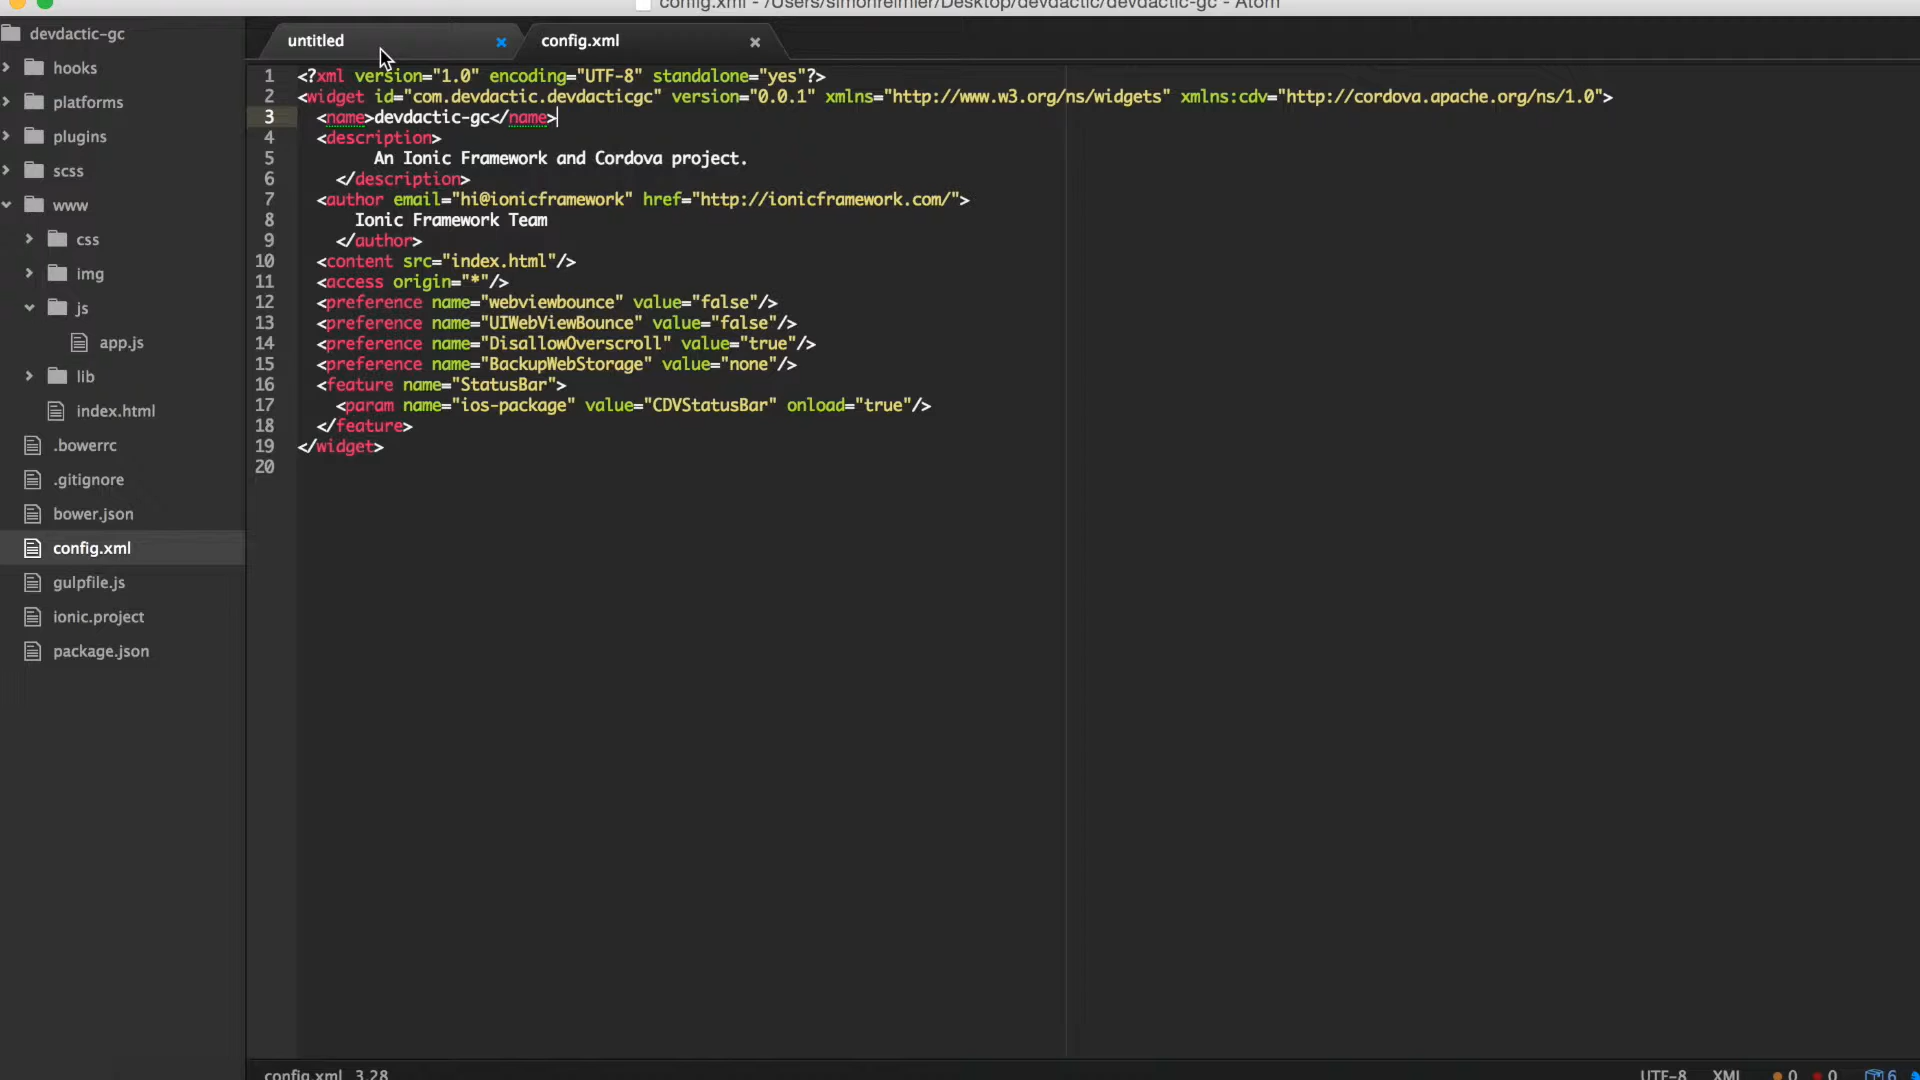 config.xml - /Users/simonreimler/Desktop/devdactic/devdactic-gc - Atom
devdactic-gc
hooks
platforms
plugins
scss
www
css
img
js
app.js
lib
index.html
.bowerrc
.gitignore
bower.json
config.xml
gulpfile.js
ionic.project
package.json
untitled
config.xml
1 <?xml version="1.0" encoding="UTF-8" standalone="yes"?>
2 <widget id="com.devdactic.devdacticgc" version="0.0.1" xmlns="http://www.w3.org/ns/widgets" xmlns:cdv="http://cordova.apache.org/ns/1.0">
3 <name>devdactic-gc</name>
4 <description>
5 An Ionic Framework and Cordova project.
6 </description>
7 <author email="hi@ionicframework" href="http://ionicframework.com/">
8 Ionic Framework Team
9 </author>
10 <content src="index.html"/>
11 <access origin="*"/>
12 <preference name="webviewbounce" value="false"/>
13 <preference name="UIWebViewBounce" value="false"/>
14 <preference name="DisallowOverscroll" value="true"/>
15 <preference name="BackupWebStorage" value="none"/>
16 <feature name="StatusBar">
17 <param name="ios-package" value="CDVStatusBar" onload="true"/>
18 </feature>
19 </widget>
20
config.xml 3,28
UTF-8 XML 0 0 6